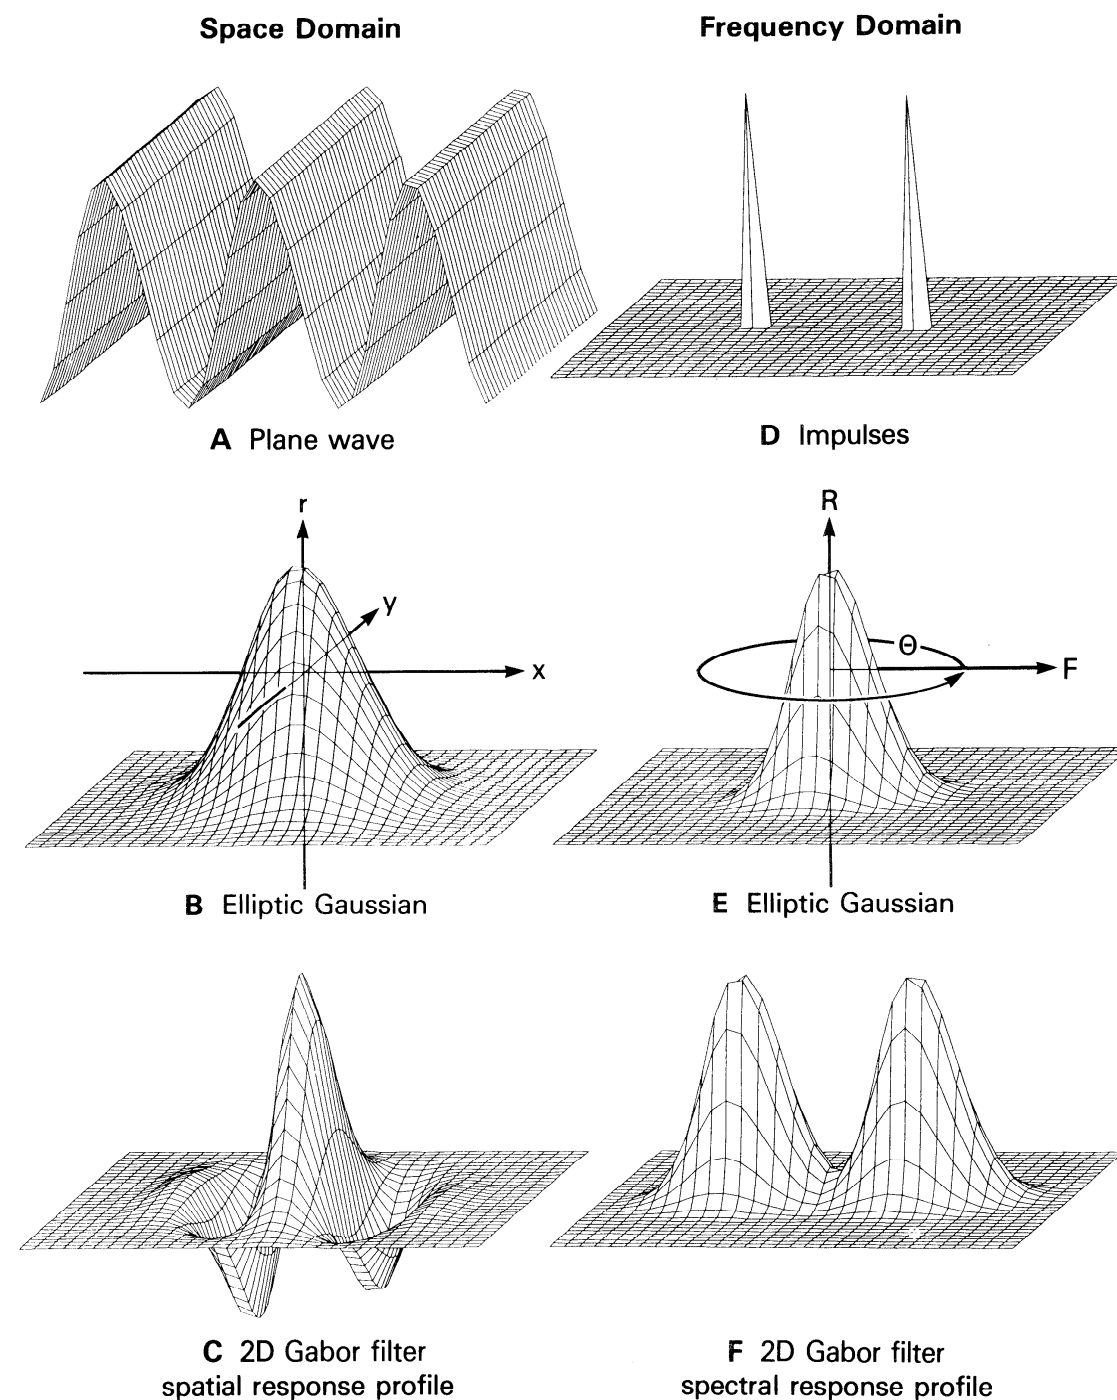 Space Domain
Frequency Domain
A Plane wave
D Impulses
r
y
x
B Elliptic Gaussian
R
Θ
F
E Elliptic Gaussian
C 2D Gabor filter
spatial response profile
F 2D Gabor filter
spectral response profile